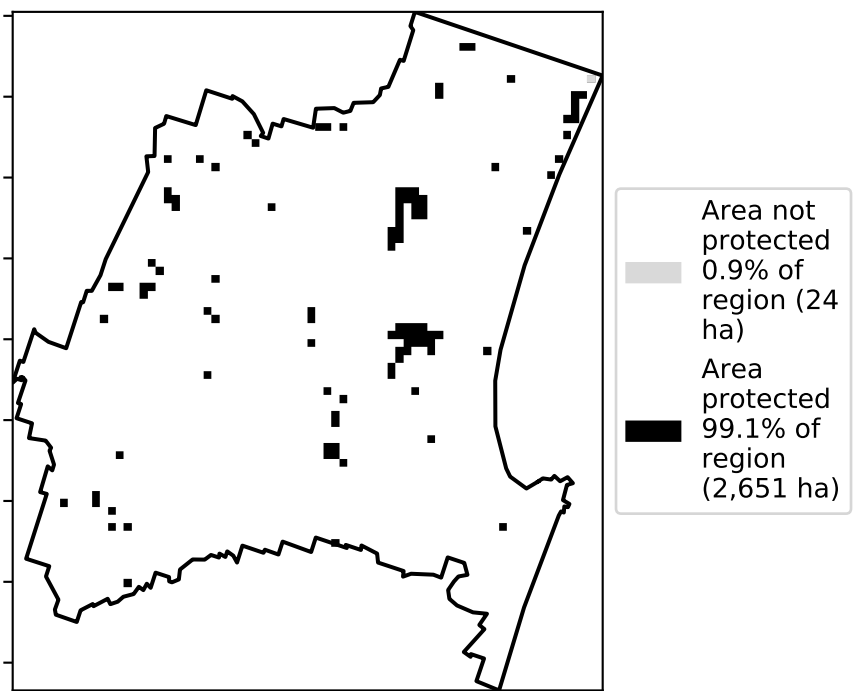 Area not
protected
0.9% of
region (24
ha)
Area
protected
99.1% of
region
(2,651 ha)